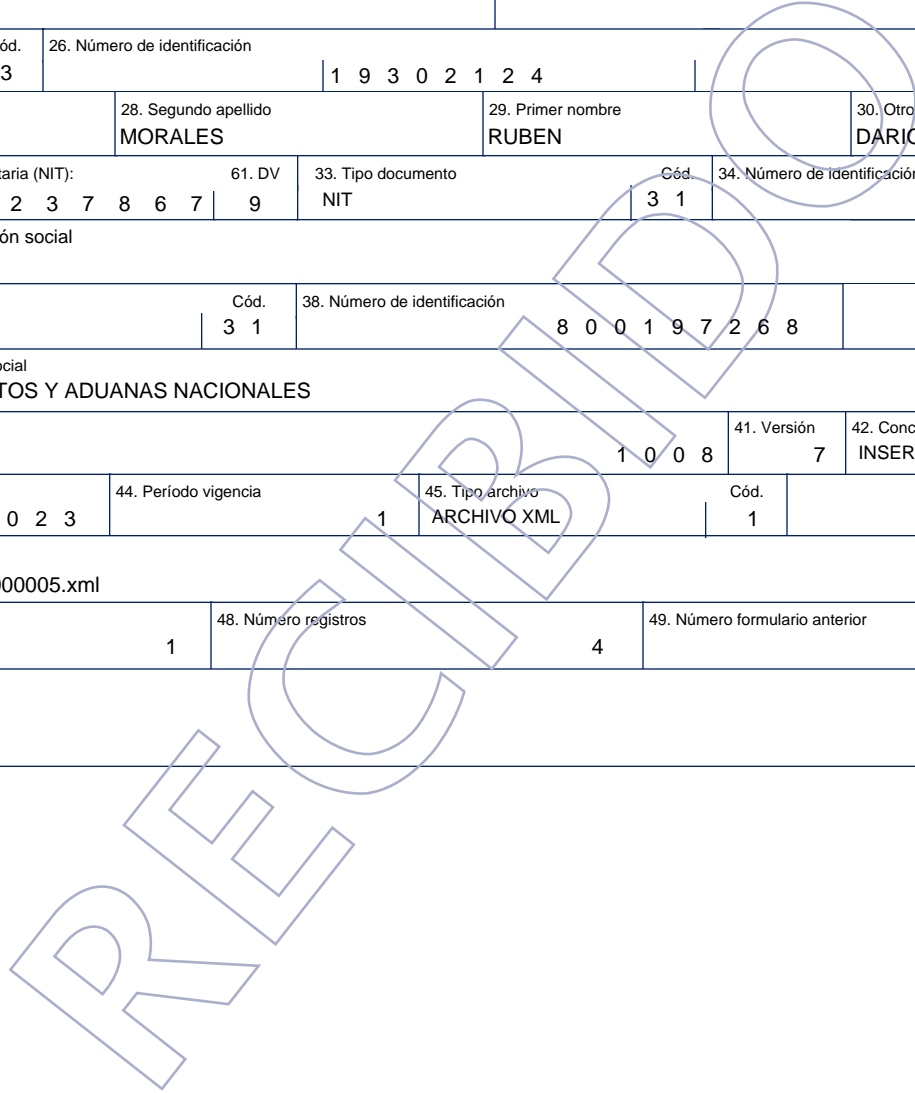 ód. 26. Número de identificación
3 1 9 3 0 2 1 2 4
28. Segundo apellido 29. Primer nombre 30. Otro
MORALES RUBEN DARIO
taria (NIT): 61. DV 33. Tipo documento Cód. 34. Número de identificación
2 3 7 8 6 7 9 NIT 3 1
ón social
Cód. 38. Número de identificación
3 1 8 0 0 1 9 7 2 6 8
ocial
TOS Y ADUANAS NACIONALES
41. Versión 42. Conc
1 0 0 8 7 INSER
44. Período vigencia 45. Tipo archivo Cód.
0 2 3 1 ARCHIVO XML 1
000005.xml
48. Número registros 49. Número formulario anterior
1 4
RECIBIDO